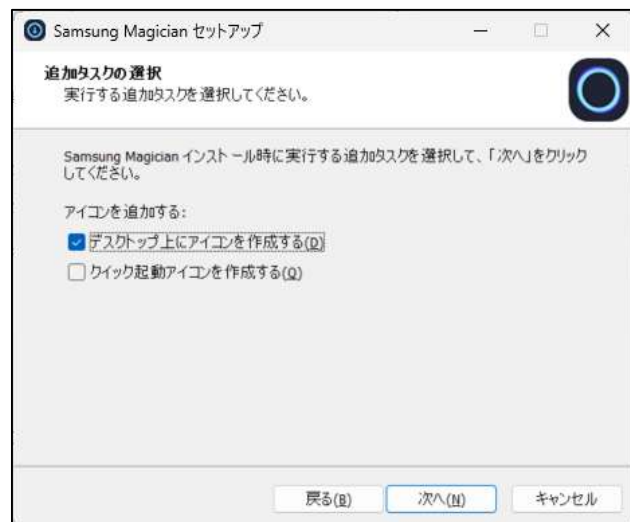 Samsung Magician セットアップ
追加タスクの選択
実行する追加タスクを選択してください。
Samsung Magician インストール時に実行する追加タスクを選択して、「次へ」をクリック
してください。
アイコンを追加する:
デスクトップ上にアイコンを作成する(D)
クイック起動アイコンを作成する(Q)
戻る(B)
次へ(N)
キャンセル